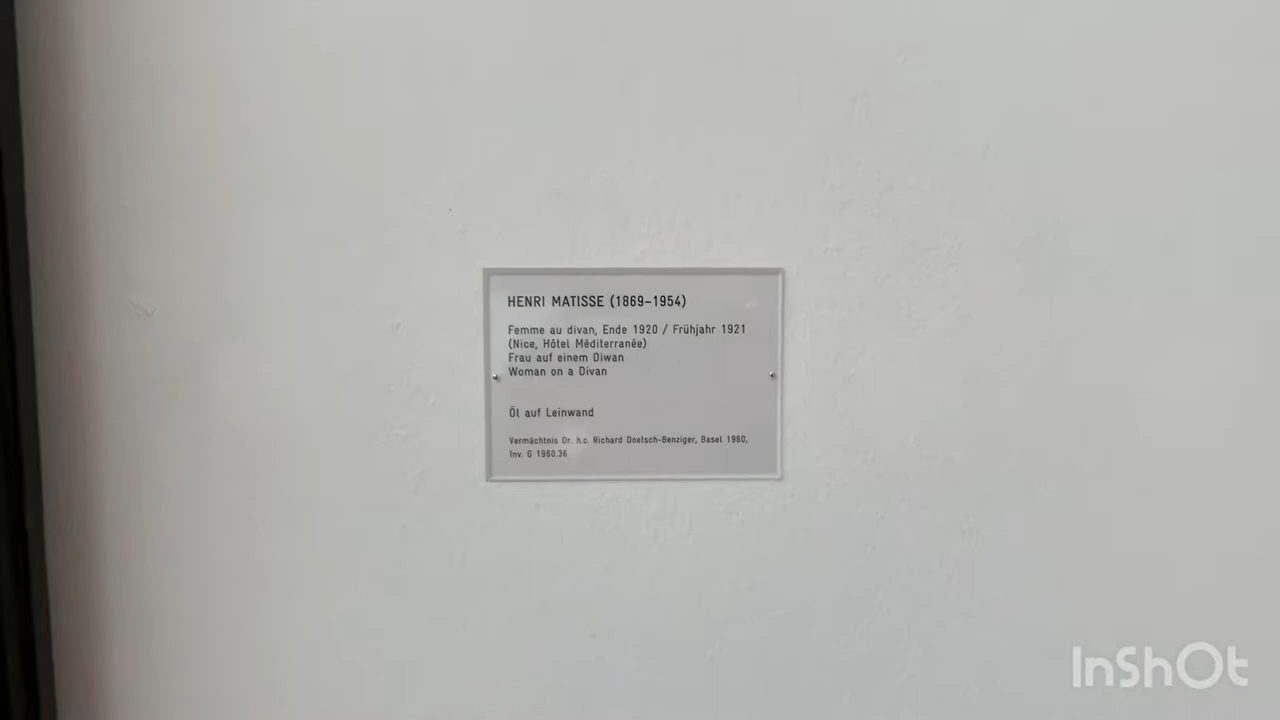 HENRI MATISSE (1869–1954)
Femme au divan, Ende 1920 / Frühjahr 1921
(Nice, Hôtel Méditerranée)
Frau auf einem Diwan
Woman on a Divan
Öl auf Leinwand
Vermächtnis Dr. h.c. Richard Doetsch-Benziger, Basel 1960,
Inv. G 1960.36
InShOt